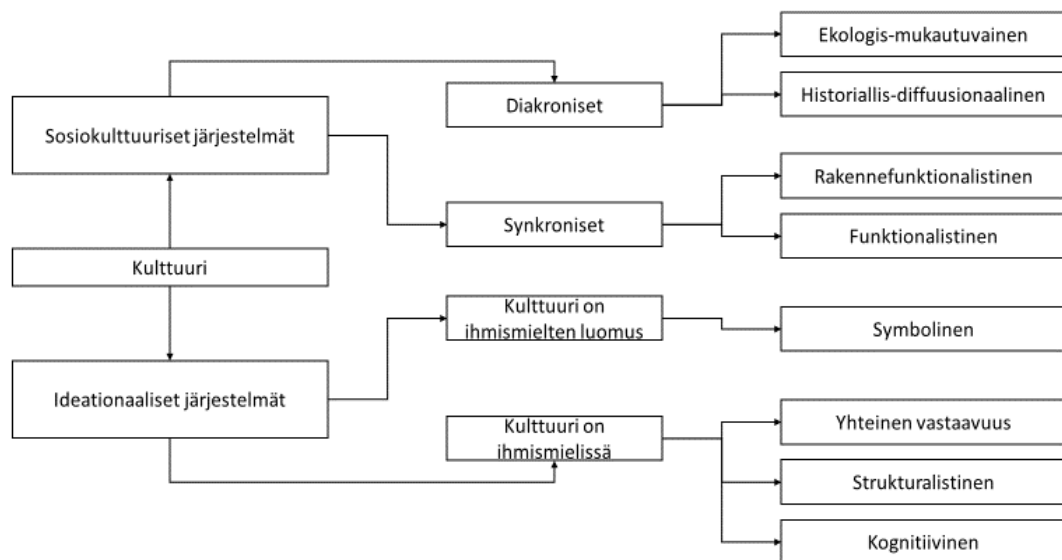 Ekologis-mukautuvainen
Diakroniset
Historiallis-diffuusionaalinen
Sosiokulttuuriset järjestelmät
Rakennefunktionalistinen
Synkroniset
Funktionalistinen
Kulttuuri
Kulttuuri on
ihmismielten luomus
Symbolinen
Ideationaaliset järjestelmät
Kulttuuri on
ihmismielissä
Yhteinen vastaavuus
Strukturalistinen
Kognitiivinen